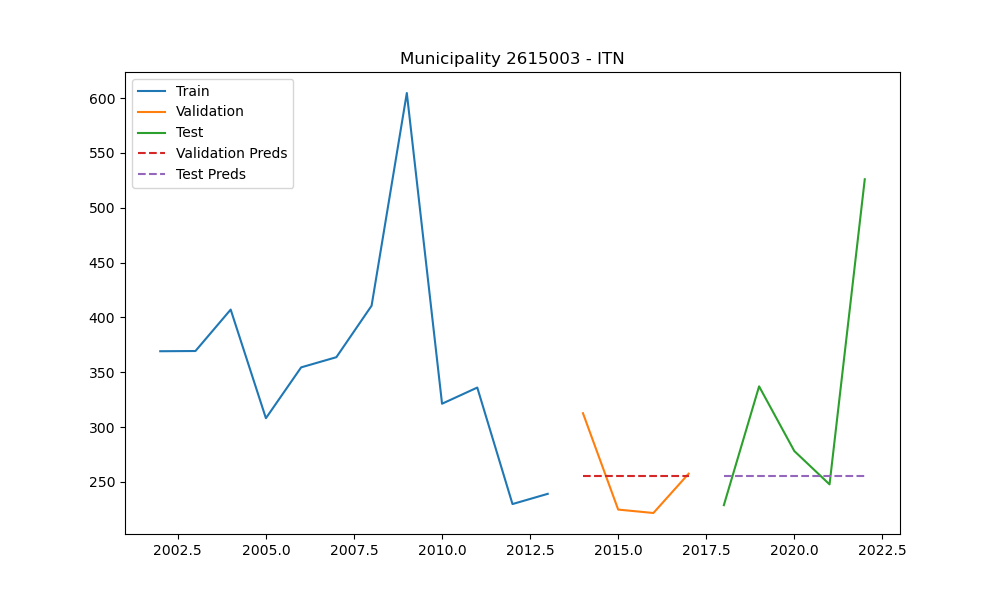 Municipality 2615003 - ITN
Train
Validation
Test
Validation Preds
Test Preds
600
550
500
450
400
350
300
250
2002.5 2005.0 2007.5 2010.0 2012.5 2015.0 2017.5 2020.0 2022.5